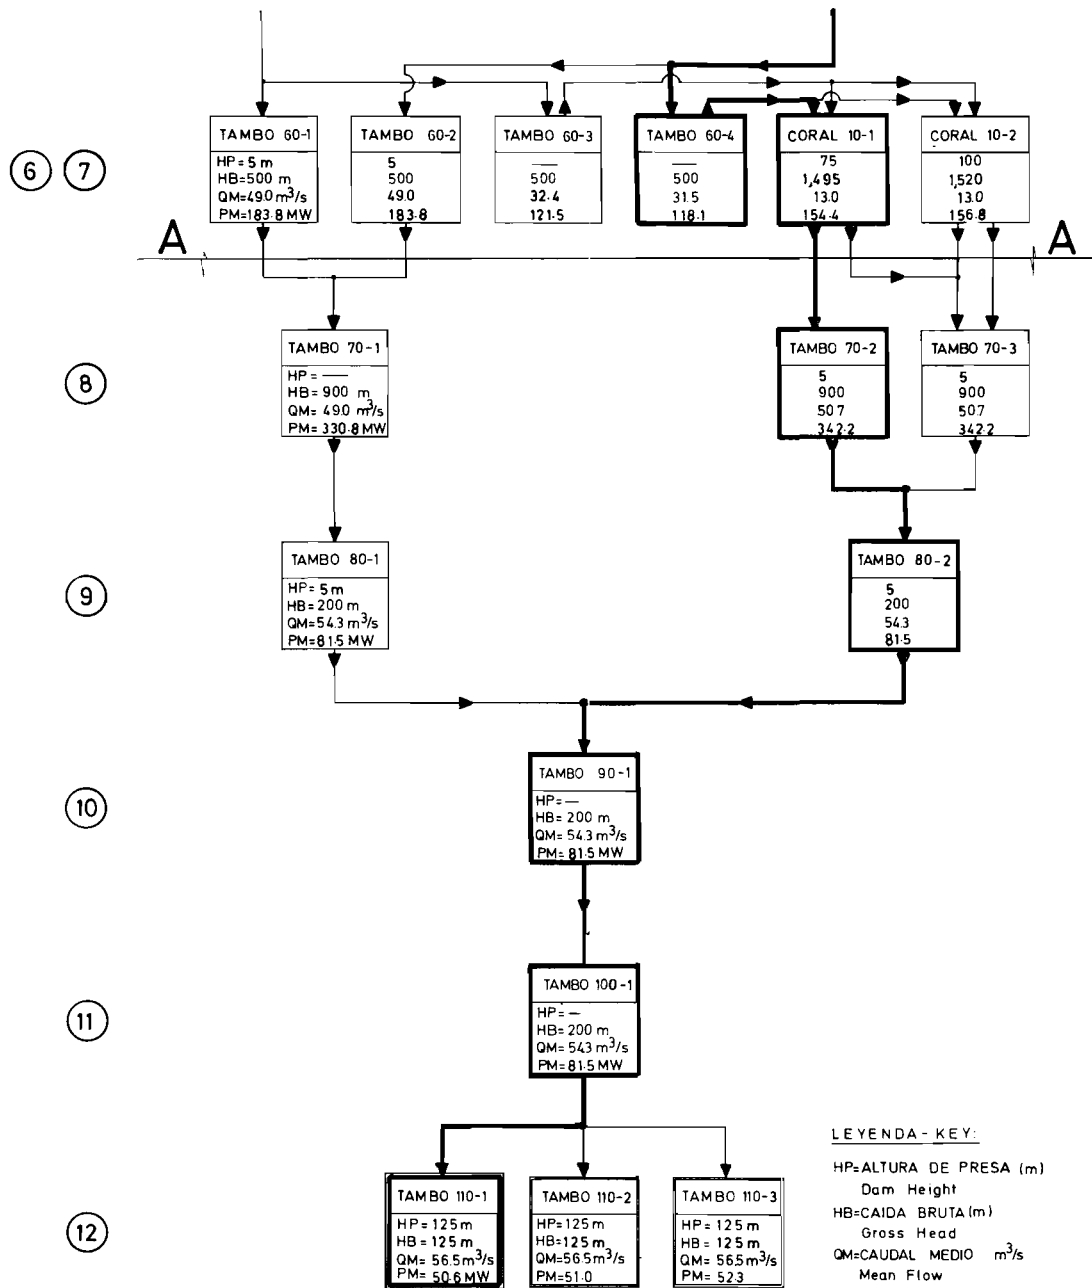 TAMBO 60-1
HP = 5 m
HB=500 m
QM=49.0 m³/s
PM=183.8 MW
TAMBO 60-2
5
500
49.0
183.8
TAMBO 60-3
—
500
32.4
121.5
TAMBO 60-4
—
500
31.5
118.1
CORAL 10-1
75
1,495
13.0
154.4
CORAL 10-2
100
1,520
13.0
156.8
6 7
A A
8
TAMBO 70-1
HP = —
HB = 900 m
QM = 49.0 m³/s
PM = 330.8 MW
TAMBO 70-2
5
900
50.7
342.2
TAMBO 70-3
5
900
50.7
342.2
9
TAMBO 80-1
HP = 5 m
HB = 200 m
QM=54.3 m³/s
PM=81.5 MW
TAMBO 80-2
5
200
54.3
81.5
10
TAMBO 90-1
HP= —
HB= 200 m
QM= 54.3 m³/s
PM= 81.5 MW
11
TAMBO 100-1
HP= —
HB= 200 m
QM= 543 m³/s
PM= 81.5 MW
12
TAMBO 110-1
HP = 125 m
HB = 125 m
QM = 56.5 m³/s
PM = 50.6 MW
TAMBO 110-2
HP = 125 m
HB=125 m
QM=56.5 m³/s
PM=51.0
TAMBO 110-3
HP = 125 m
HB = 125 m
QM= 56.5 m³/s
PM= 52.3
LEYENDA - KEY:
HP=ALTURA DE PRESA (m)
Dam Height
HB=CAIDA BRUTA (m)
Gross Head
QM=CAUDAL MEDIO m³/s
Mean Flow